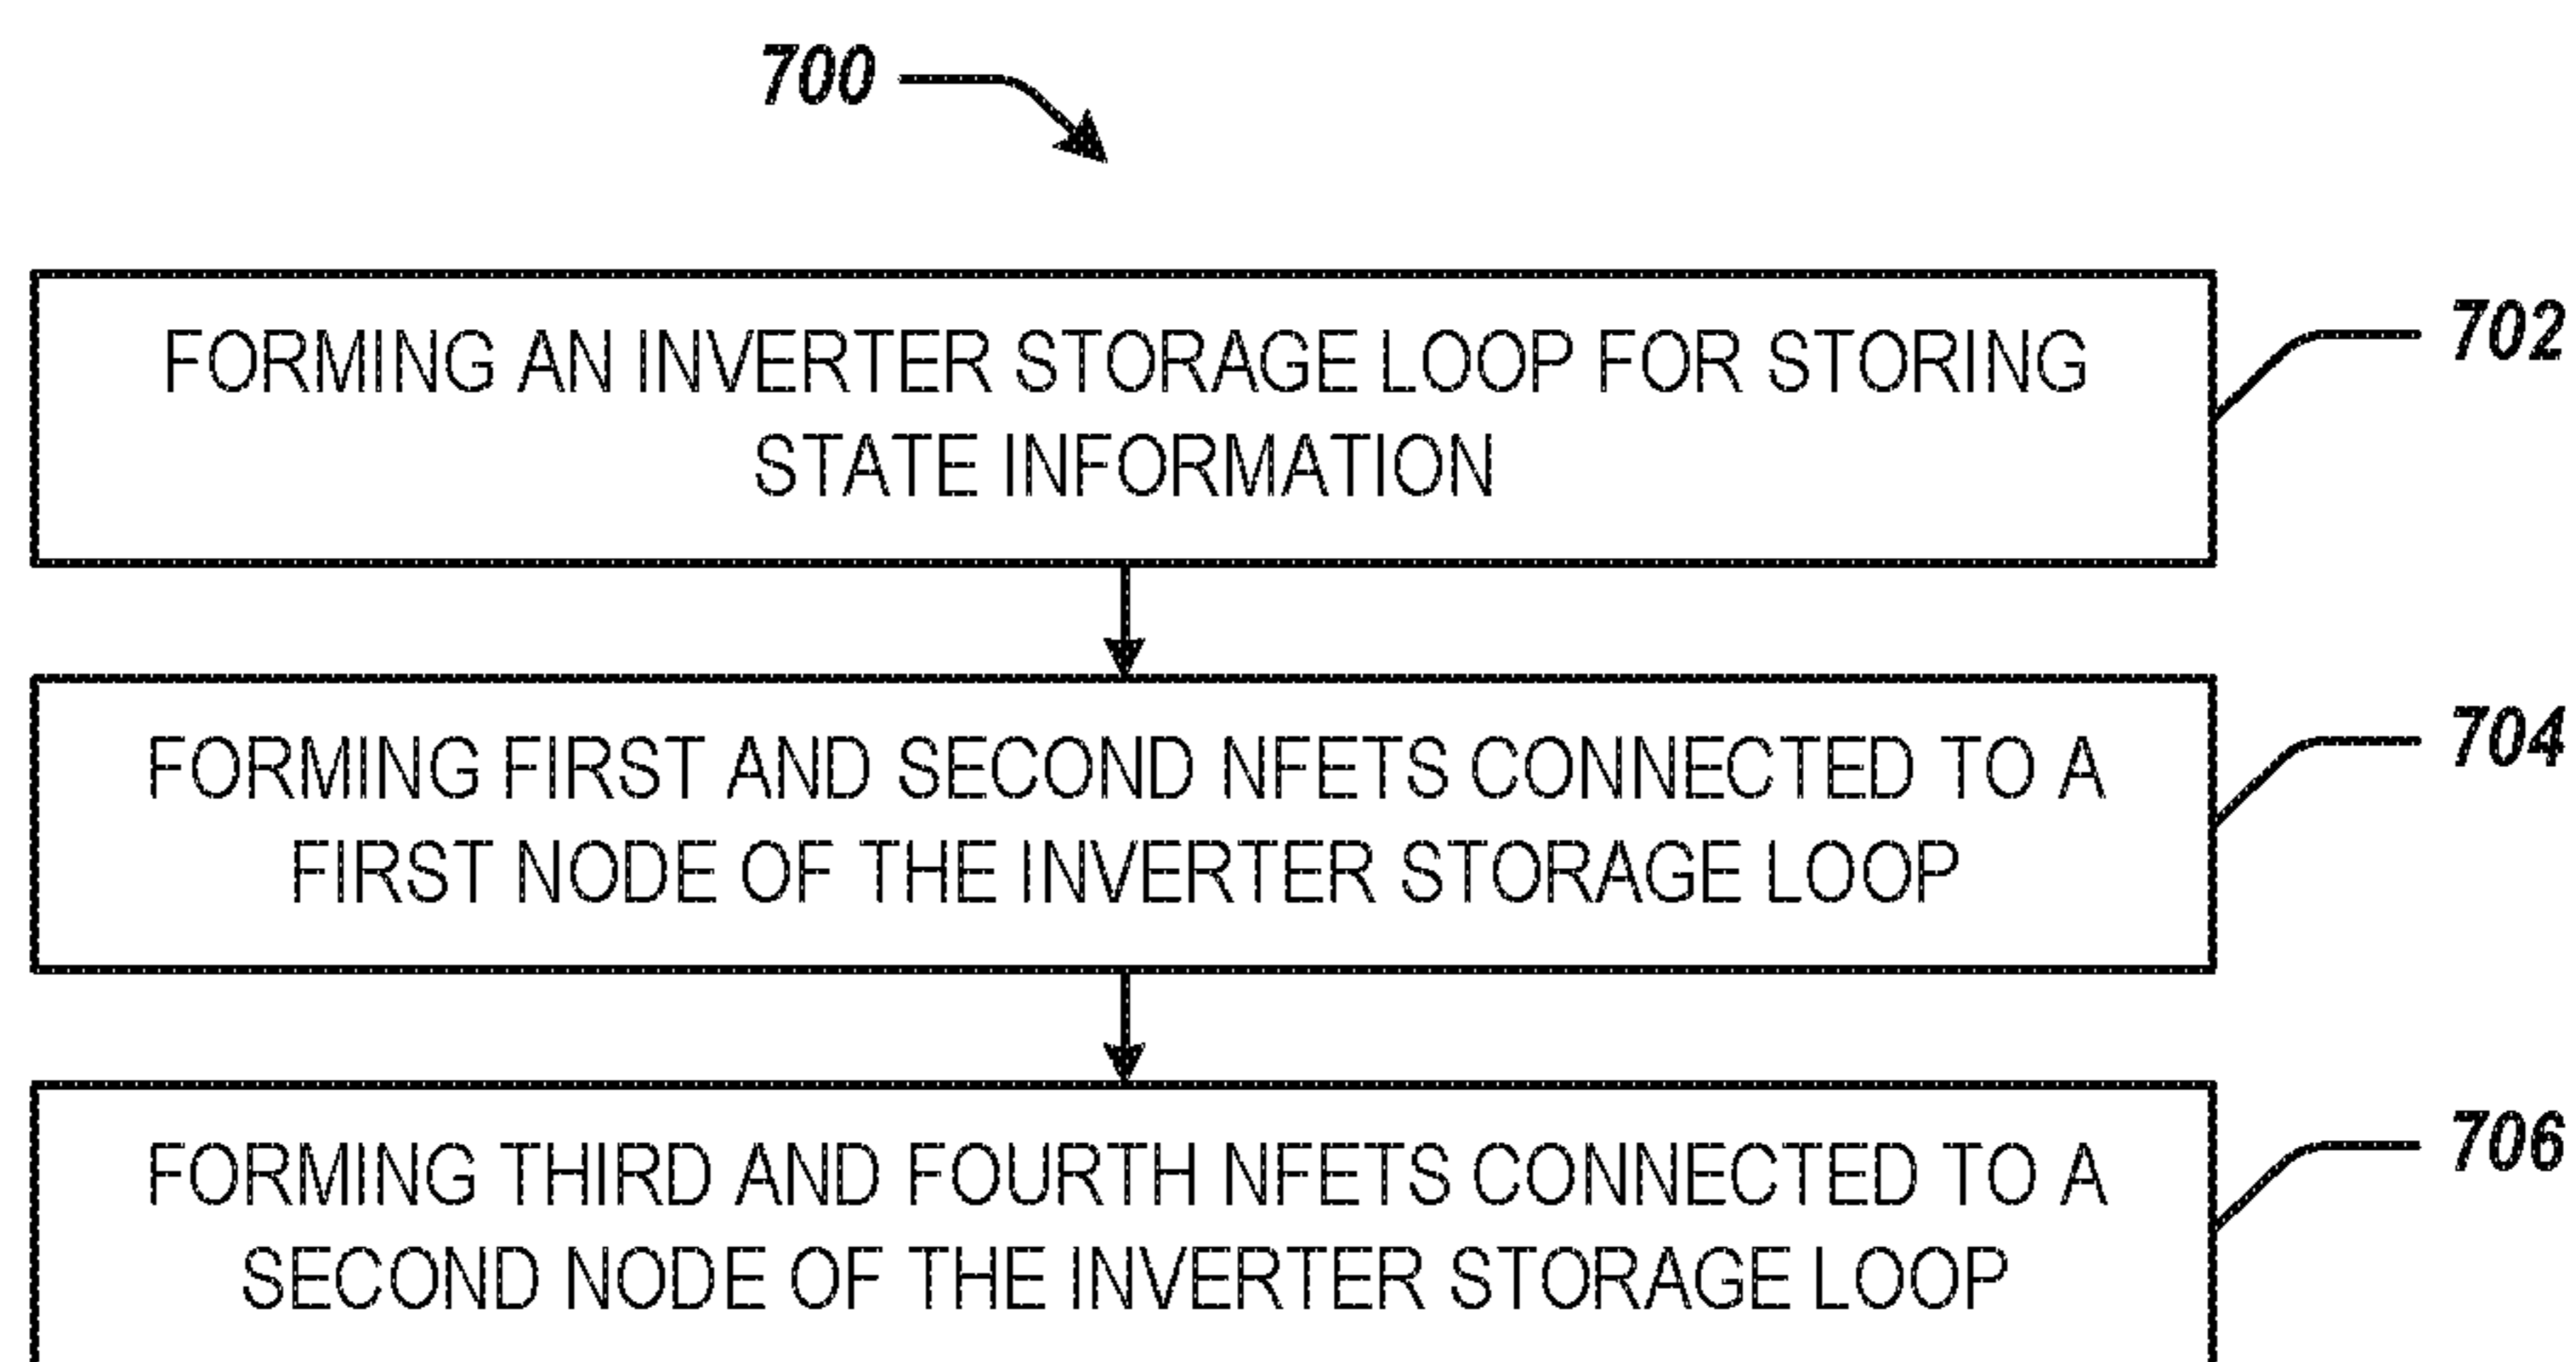 700
FORMING AN INVERTER STORAGE LOOP FOR STORING
STATE INFORMATION
702
FORMING FIRST AND SECOND NFETS CONNECTED TO A
FIRST NODE OF THE INVERTER STORAGE LOOP
704
FORMING THIRD AND FOURTH NFETS CONNECTED TO A
SECOND NODE OF THE INVERTER STORAGE LOOP
706